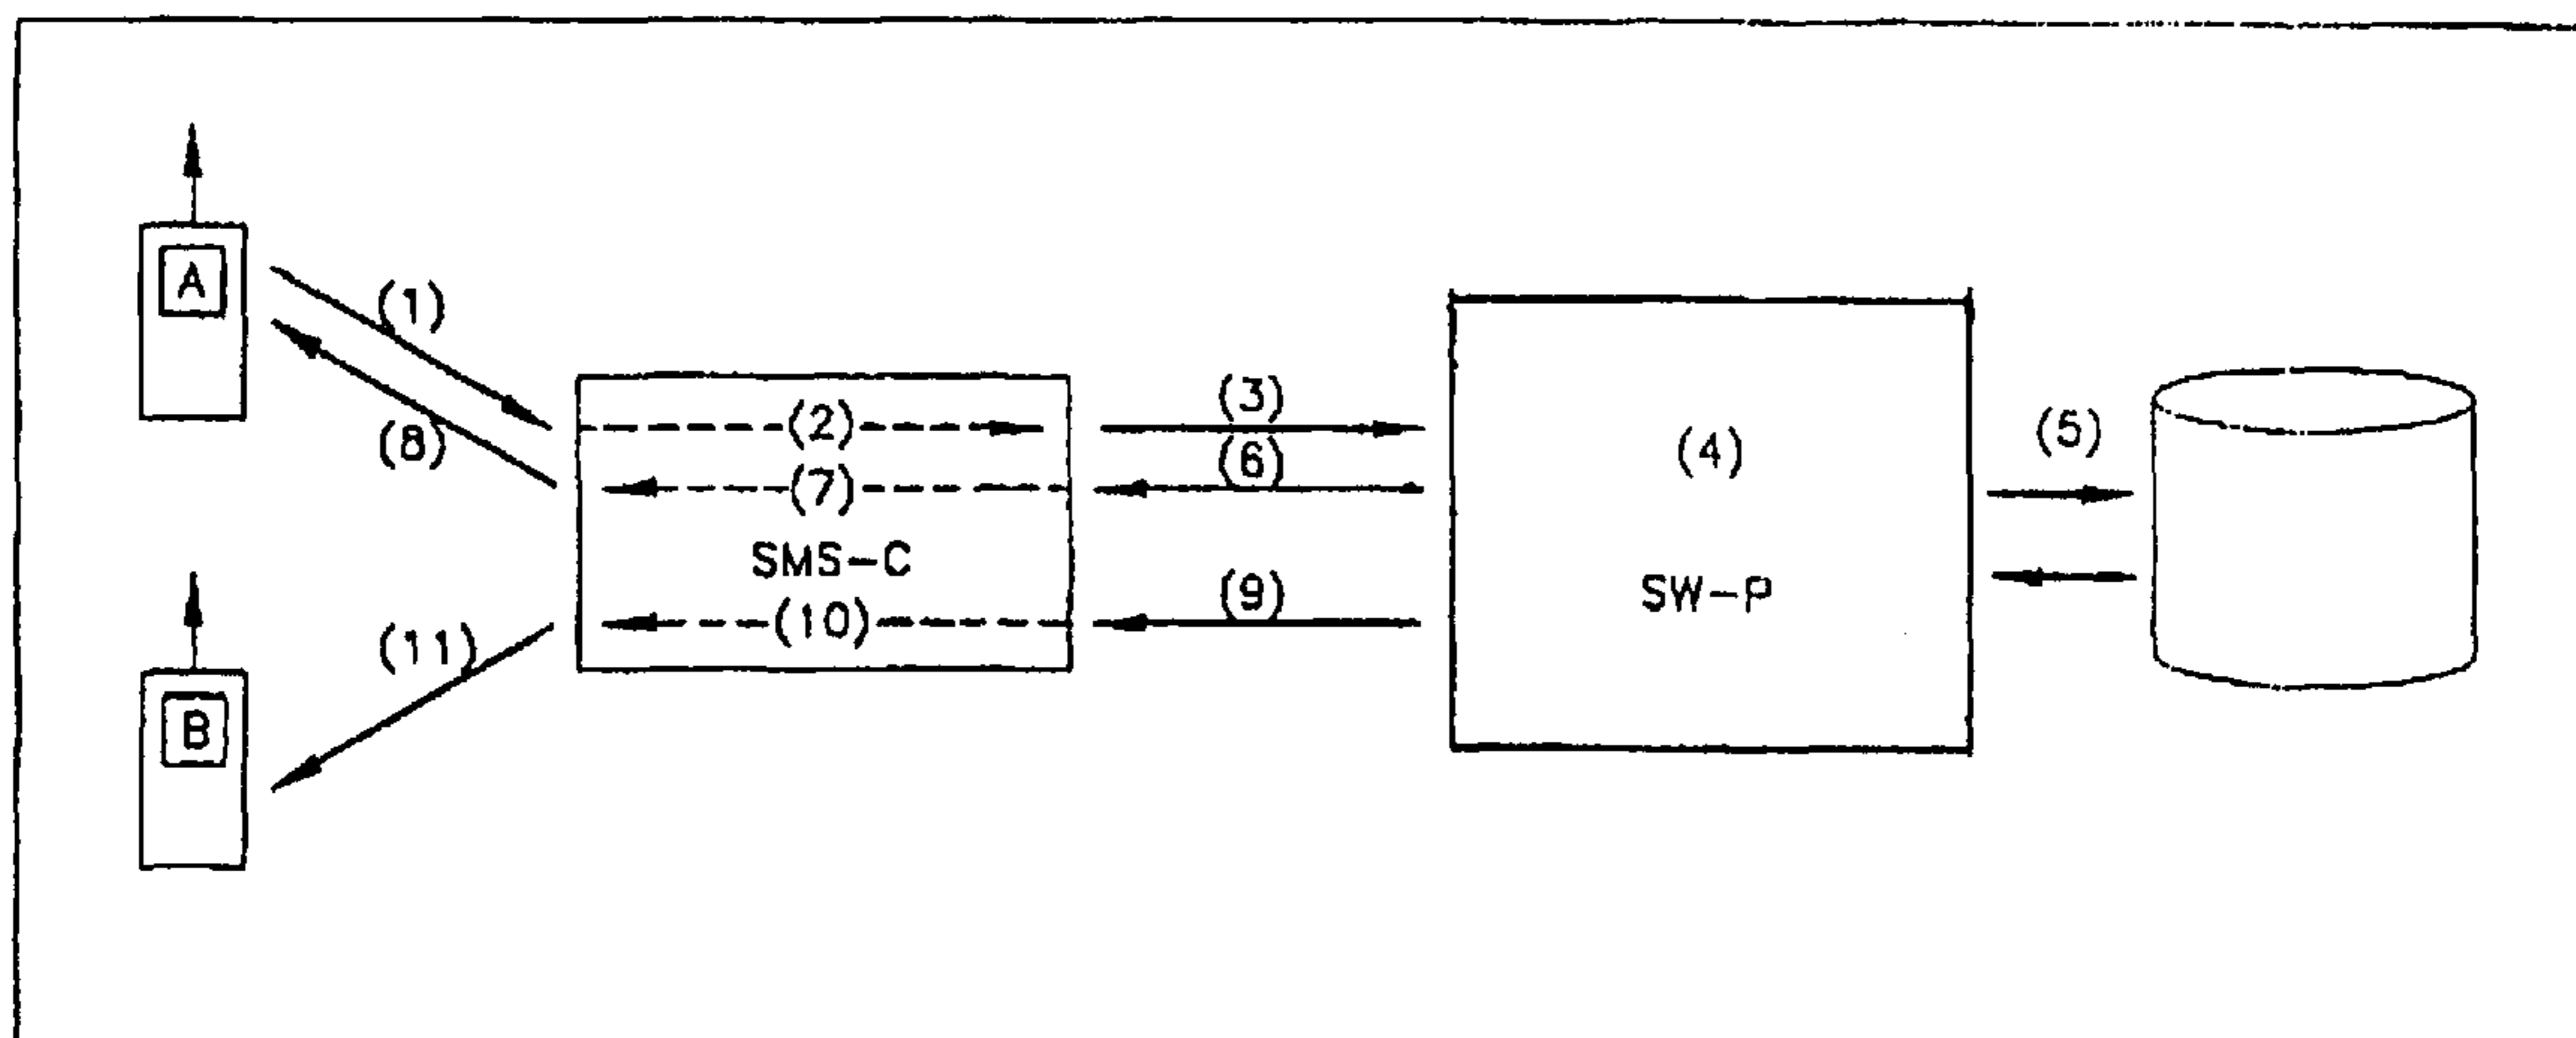 A
(1)
(8)
(2)
(3)
(7)
(6)
(4)
(5)
SMS-C
SW-P
(10)
(9)
(11)
B